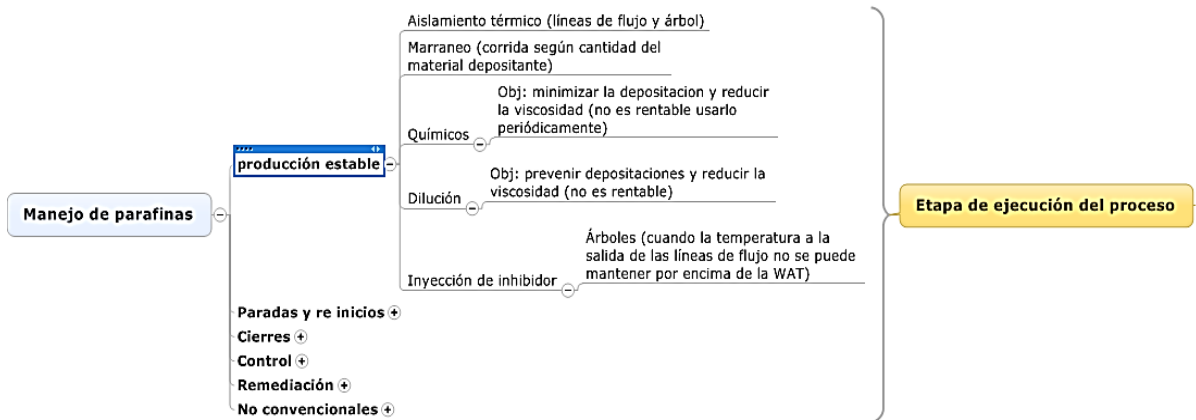 Aislamiento térmico (líneas de flujo y árbol)
Marraneo (corrida según cantidad del
material depositante)
Obj: minimizar la depositacion y reducir
la viscosidad (no es rentable usarlo
periódicamente)
Químicos
producción estable
Obj: prevenir depositaciones y reducir la
viscosidad (no es rentable)
Dilución
Manejo de parafinas
Etapa de ejecución del proceso
Árboles (cuando la temperatura a la
salida de las líneas de flujo no se puede
mantener por encima de la WAT)
Inyección de inhibidor
Paradas y re inicios
Cierres
Control
Remediación
No convencionales